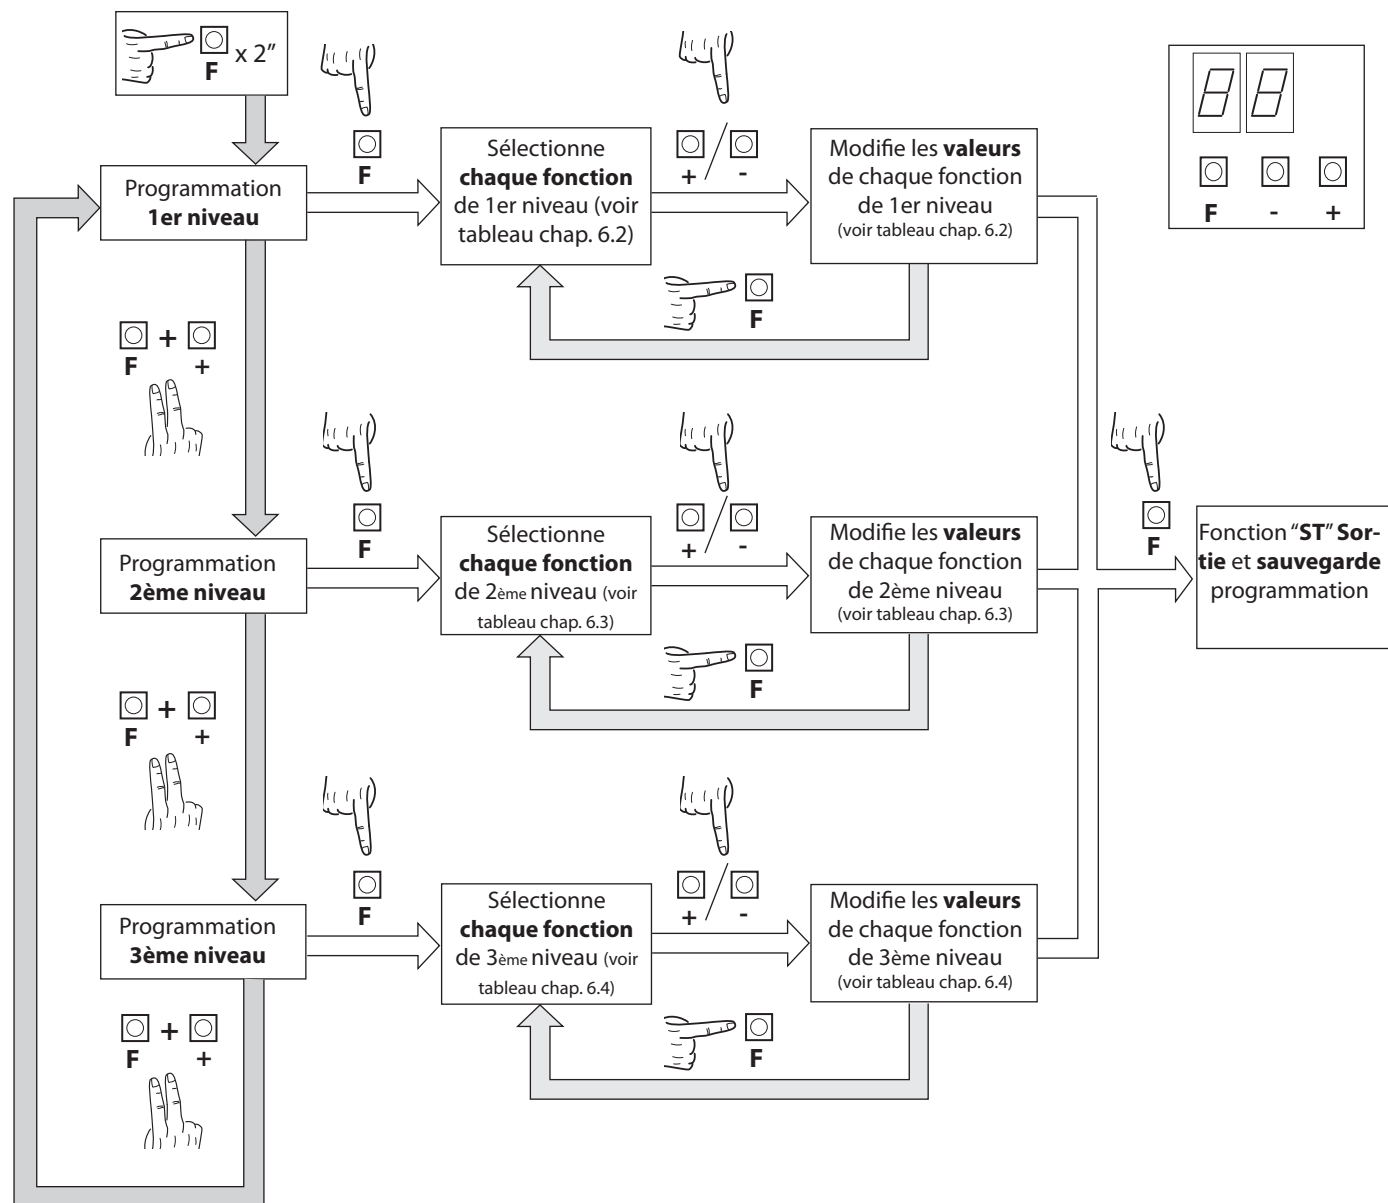 F x 2”
F
+ / -
Programmation
1er niveau
Sélectionne
chaque fonction
de 1er niveau (voir
tableau chap. 6.2)
Modifie les valeurs
de chaque fonction
de 1er niveau
(voir tableau chap. 6.2)
F - +
F
F + +
F
+ / -
Programmation
2ème niveau
Sélectionne
chaque fonction
de 2ème niveau (voir
tableau chap. 6.3)
Modifie les valeurs
de chaque fonction
de 2ème niveau
(voir tableau chap. 6.3)
F
F
Fonction “ST” Sor-
tie et sauvegarde
programmation
F + +
F
+ / -
Programmation
3ème niveau
Sélectionne
chaque fonction
de 3ème niveau (voir
tableau chap. 6.4)
Modifie les valeurs
de chaque fonction
de 3ème niveau
(voir tableau chap. 6.4)
F
F + +